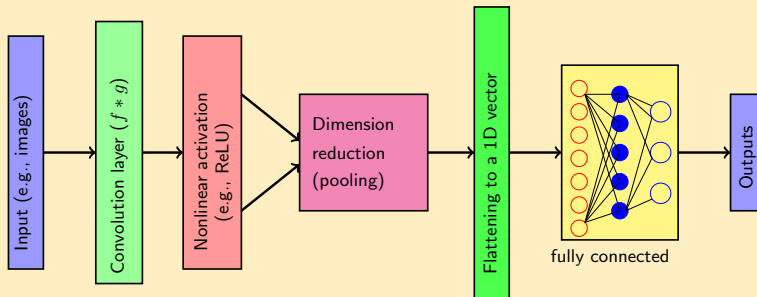 Input (e.g., images)
Convolution layer (f ∗ g)
Nonlinear activation
(e.g., ReLU)
Dimension
reduction
(pooling)
Flattening to a 1D vector
fully connected
Outputs